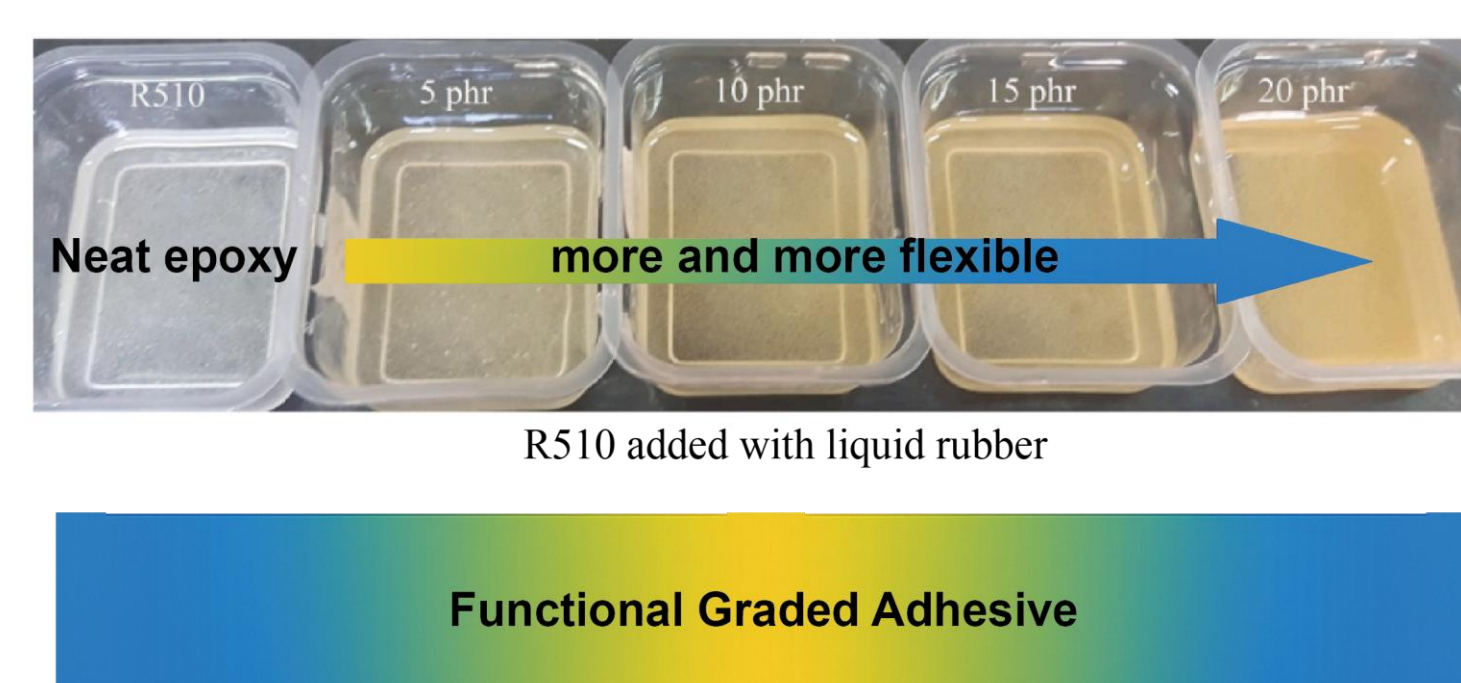 R510 5 phr 10 phr 15 phr 20 phr
Neat epoxy more and more flexible
R510 added with liquid rubber
Functional Graded Adhesive